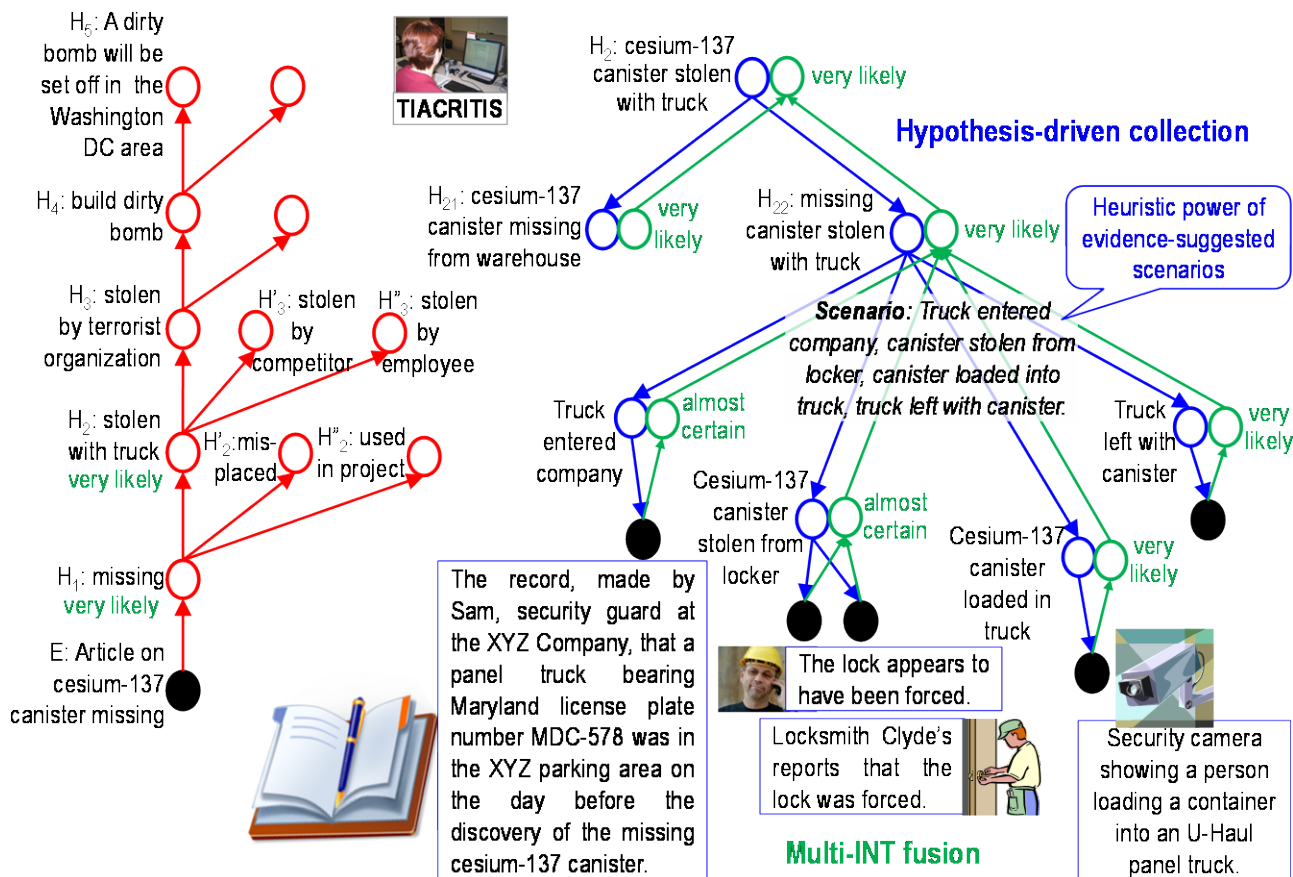 H₅: A dirty
bomb will be
set off in the
Washington
DC area
H₄: build dirty
bomb
H₃: stolen
by terrorist
organization
H'₃: stolen
by
competitor
H"₃: stolen
by
employee
H₂: stolen
with truck
very likely
H'₂:mis-
placed
H"₂: used
in project
H₁: missing
very likely
E: Article on
cesium-137
canister missing
TIACRITIS
H₂: cesium-137
canister stolen
with truck
very likely
Hypothesis-driven collection
H₂₁: cesium-137
canister missing
from warehouse
very
likely
H₂₂: missing
canister stolen
with truck
very likely
Heuristic power of
evidence-suggested
scenarios
Scenario: Truck entered
company, canister stolen from
locker, canister loaded into
truck, truck left with canister.
Truck
entered
company
almost
certain
Cesium-137
canister
stolen from
locker
almost
certain
Cesium-137
canister
loaded in
truck
very
likely
Truck
left with
canister
very
likely
The record, made by
Sam, security guard at
the XYZ Company, that a
panel truck bearing
Maryland license plate
number MDC-578 was in
the XYZ parking area on
the day before the
discovery of the missing
cesium-137 canister.
The lock appears to
have been forced.
Locksmith Clyde's
reports that the
lock was forced.
Multi-INT fusion
Security camera
showing a person
loading a container
into an U-Haul
panel truck.